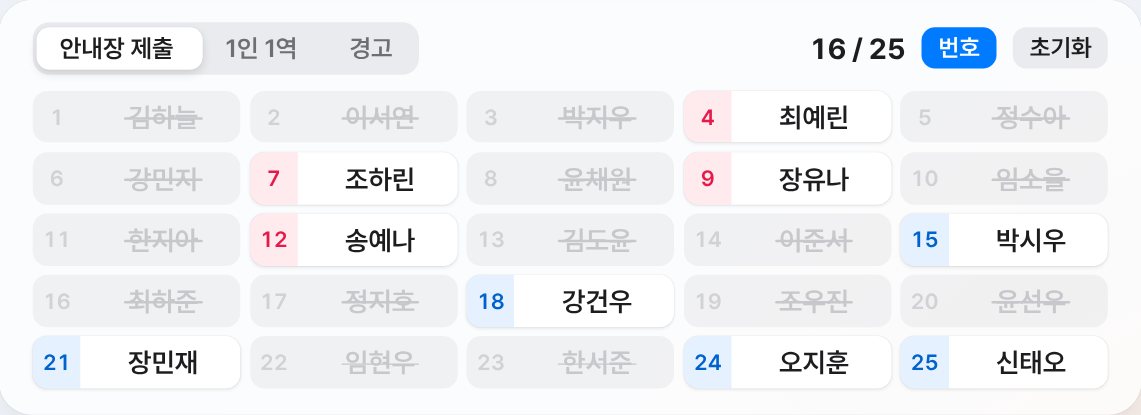 안내장 제출 1인 1역 경고 16 / 25 번호 초기화
1 김하늘 2 이서연 3 박지우 4 최예린 5 정수아
6 강민자 7 조하린 8 윤채원 9 장유나 10 임소율
11 한지아 12 송예나 13 김도윤 14 이준서 15 박시우
16 최하준 17 정지호 18 강건우 19 조우진 20 윤선우
21 장민재 22 임현우 23 한서준 24 오지훈 25 신태오